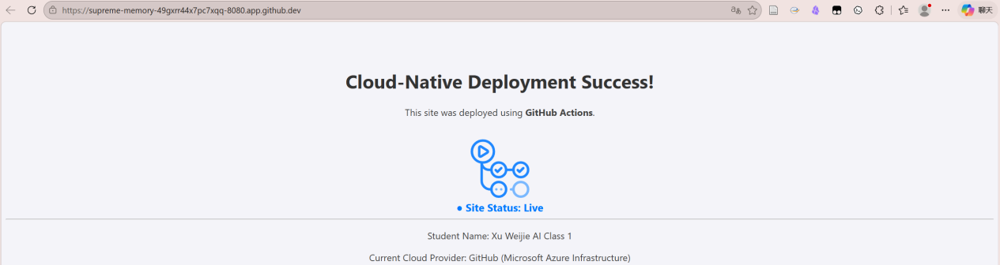 https://supreme-memory-49gxrr44x7pc7xqq-8080.app.github.dev
聊天
Cloud-Native Deployment Success!
This site was deployed using GitHub Actions.
● Site Status: Live
Student Name: Xu Weijie AI Class 1
Current Cloud Provider: GitHub (Microsoft Azure Infrastructure)